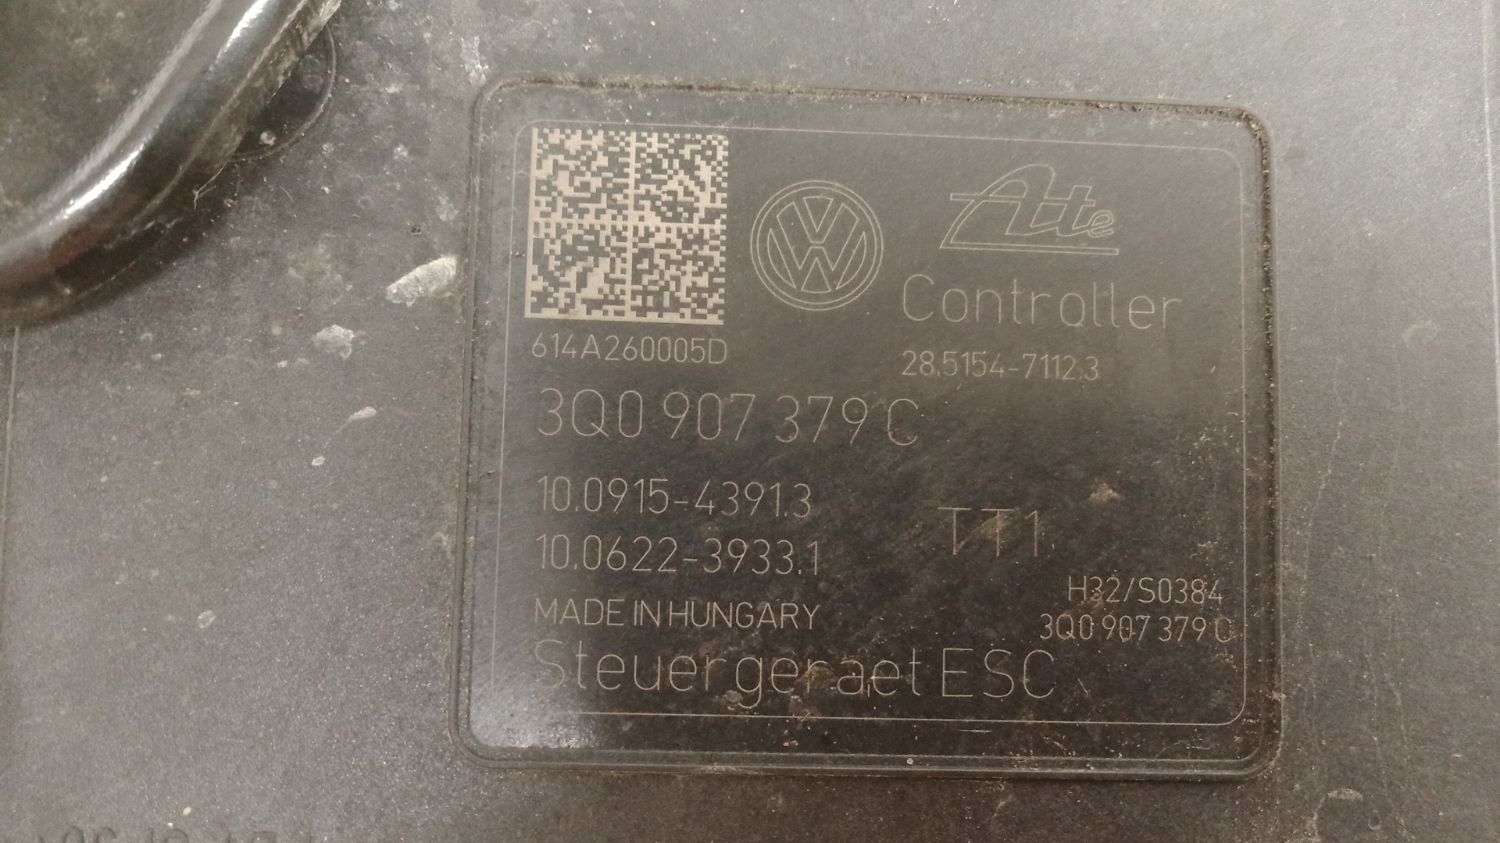 Ate
Controller
614A260005D
28.5154-7112.3
3Q0 907 379 C
10.0915-4391.3
10.0622-3933.1
TT1
MADE IN HUNGARY
H32/S0384
3Q0 907 379 C
Steuergeraet ESC